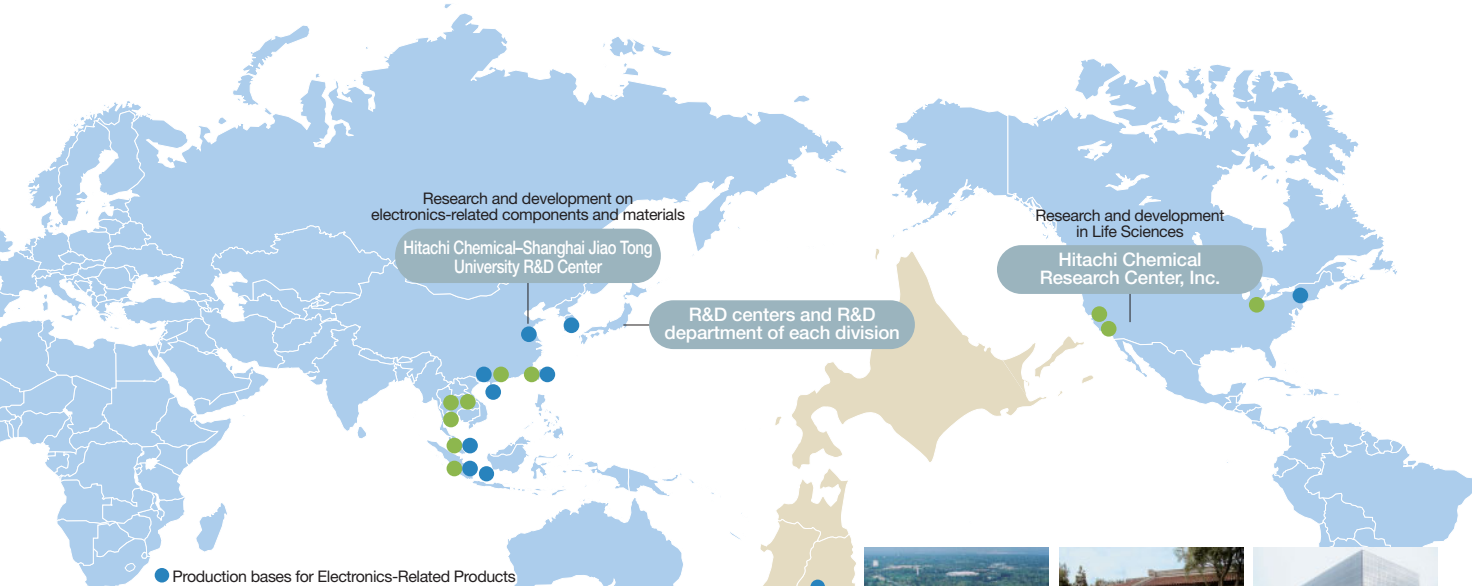 Research and development on
electronics-related components and materials
Hitachi Chemical–Shanghai Jiao Tong
University R&D Center
Research and development
in Life Sciences
Hitachi Chemical
Research Center, Inc.
R&D centers and R&D
department of each division
Production bases for Electronics-Related Products